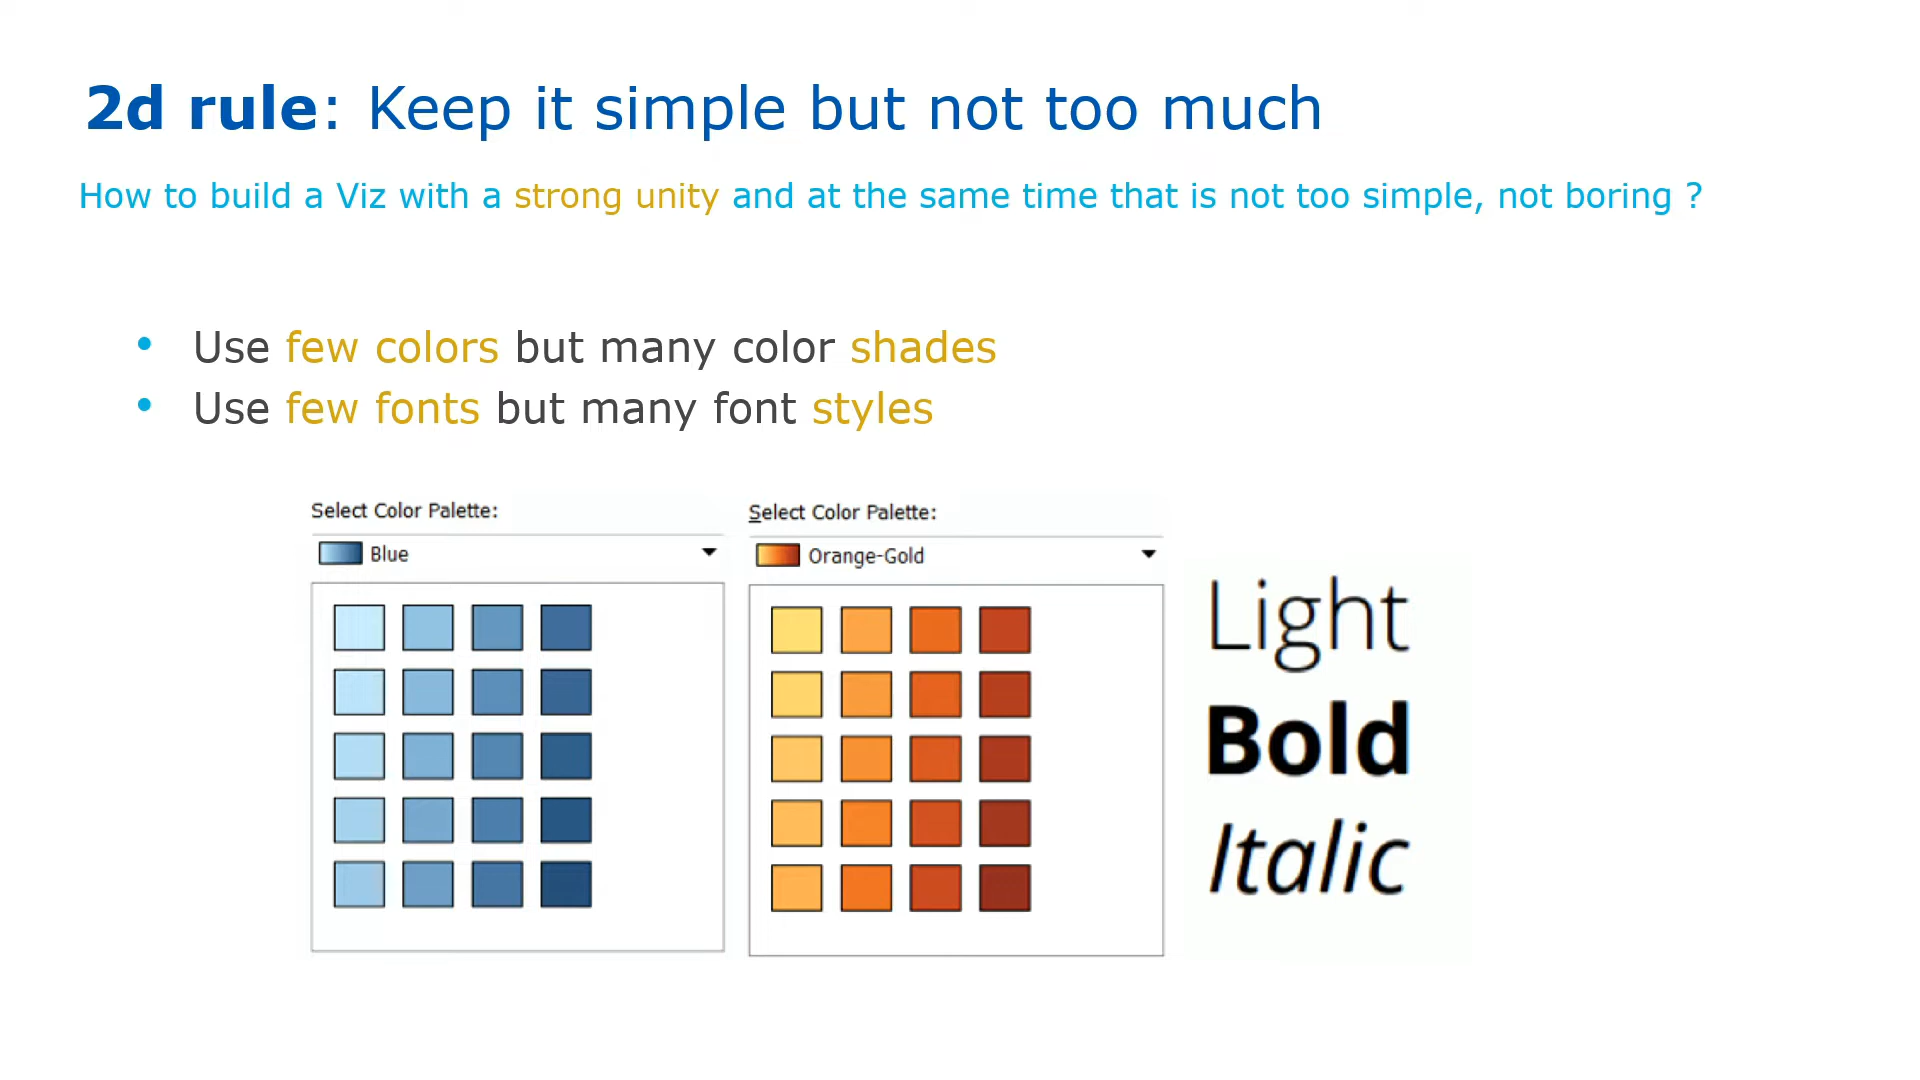 2d rule: Keep it simple but not too much
How to build a Viz with a strong unity and at the same time that is not too simple, not boring ?
• Use few colors but many color shades
• Use few fonts but many font styles
Select Color Palette:
Blue
Select Color Palette:
Orange-Gold
Light
Bold
Italic